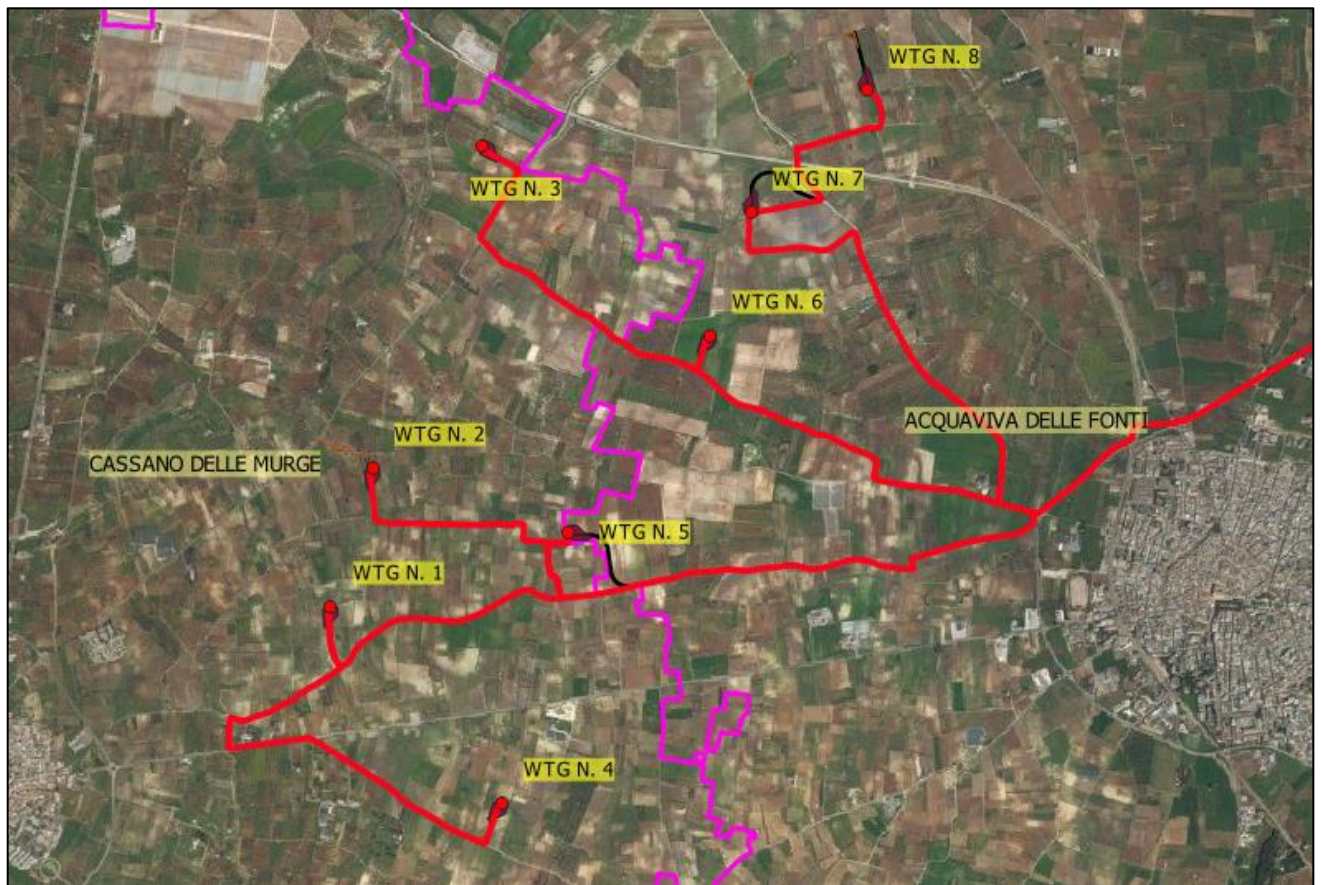 WTG N. 8
WTG N. 7
WTG N. 3
WTG N. 6
ACQUAVIVA DELLE FONTI
WTG N. 2
CASSANO DELLE MURGE
WTG N. 5
WTG N. 1
WTG N. 4